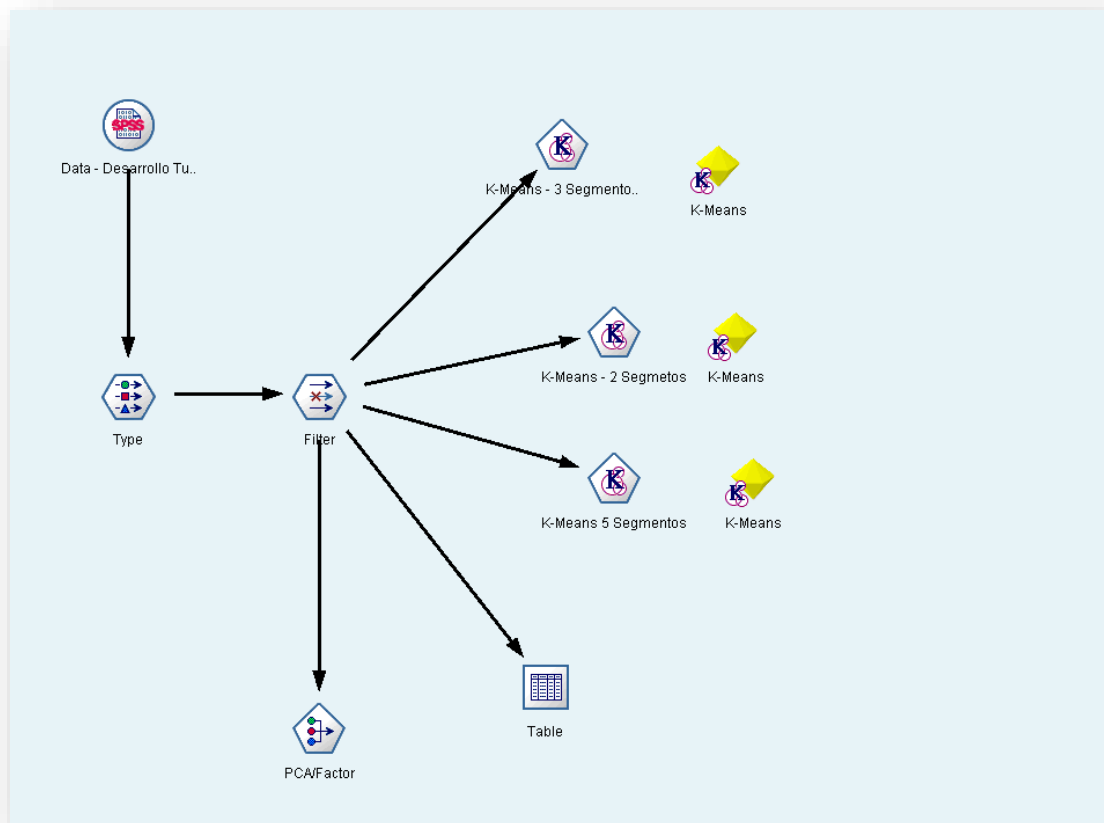 SPSS
Data - Desarrollo Tu..
K
K-Means - 3 Segmento..
K
K-Means
K
K-Means - 2 Segmetos
K
K-Means
Type
Filter
K
K-Means 5 Segmentos
K
K-Means
Table
PCA/Factor